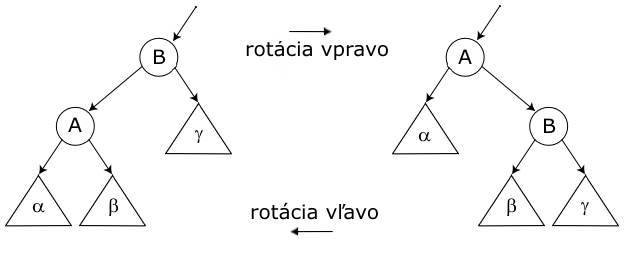 B
A
γ
α
β
rotácia vpravo
A
α
B
β
γ
rotácia vľavo